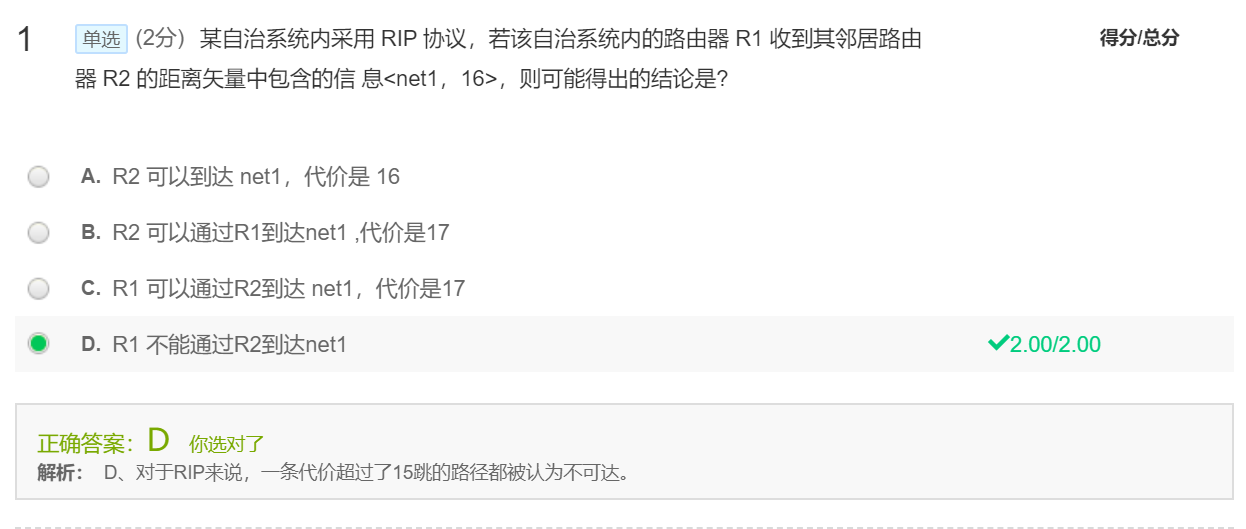 1 单选 (2分) 某自治系统内采用 RIP 协议，若该自治系统内的路由器 R1 收到其邻居路由 得分/总分
器 R2 的距离矢量中包含的信 息<net1，16>，则可能得出的结论是?
A. R2 可以到达 net1，代价是 16
B. R2 可以通过R1到达net1 ,代价是17
C. R1 可以通过R2到达 net1，代价是17
D. R1 不能通过R2到达net1 2.00/2.00
正确答案：D 你选对了
解析： D、对于RIP来说，一条代价超过了15跳的路径都被认为不可达。